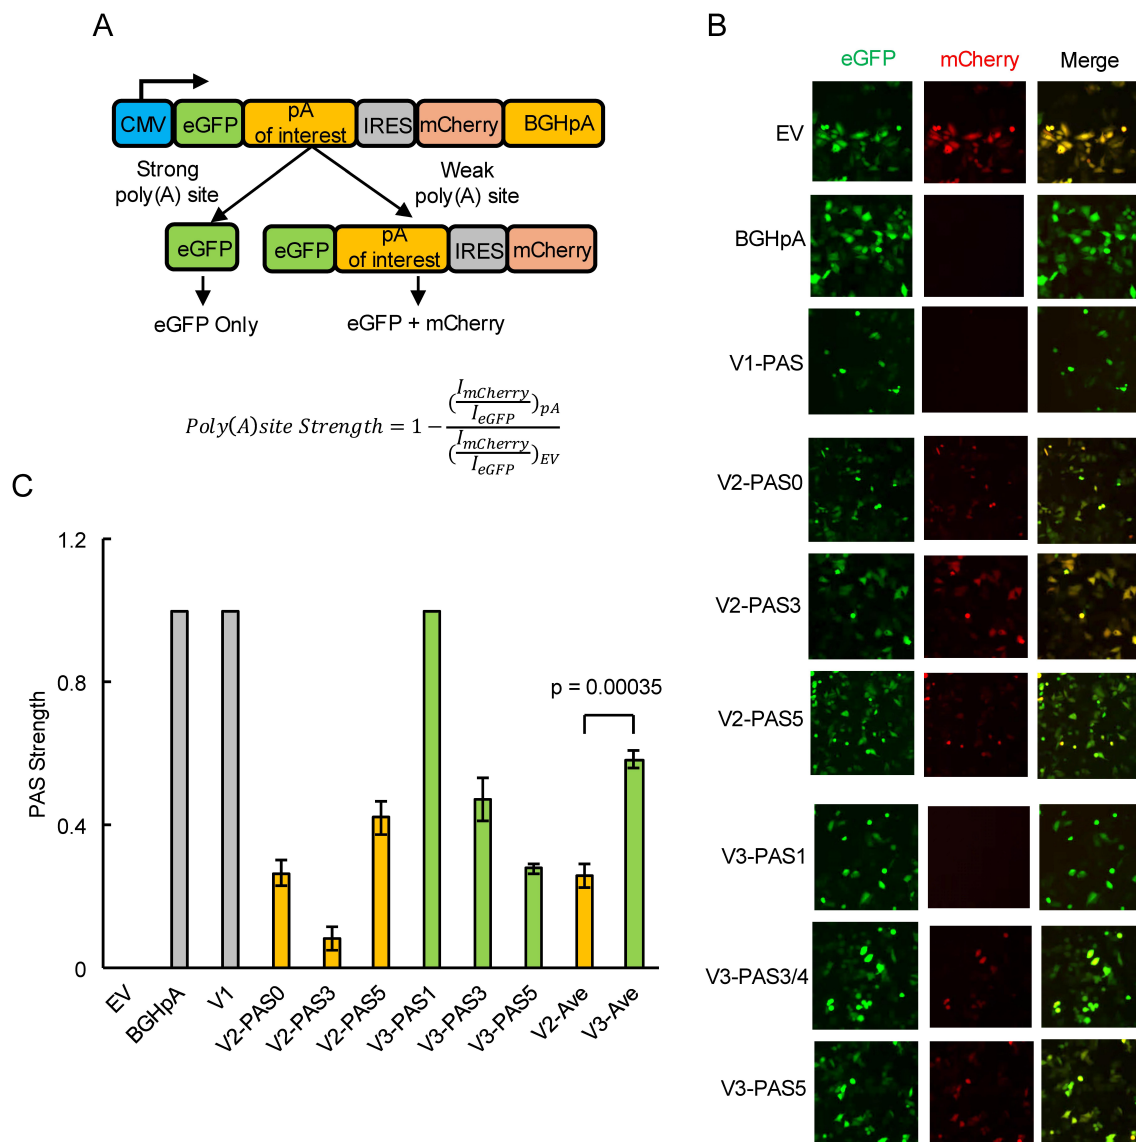 A
CMV
eGFP
pA
of interest
IRES
mCherry
BGHpA
Strong
poly(A) site
Weak
poly(A) site
eGFP
eGFP
pA
of interest
IRES
mCherry
eGFP Only
eGFP + mCherry
Poly(A)site Strength = 1 − ((I_mCherry / I_eGFP)_pA) / ((I_mCherry / I_eGFP)_EV)
B
eGFP mCherry Merge
EV
BGHpA
V1-PAS
V2-PAS0
V2-PAS3
V2-PAS5
V3-PAS1
V3-PAS3/4
V3-PAS5
C
PAS Strength
1.2
0.8
0.4
0
p = 0.00035
EV
BGHpA
V1
V2-PAS0
V2-PAS3
V2-PAS5
V3-PAS1
V3-PAS3
V3-PAS5
V2-Ave
V3-Ave